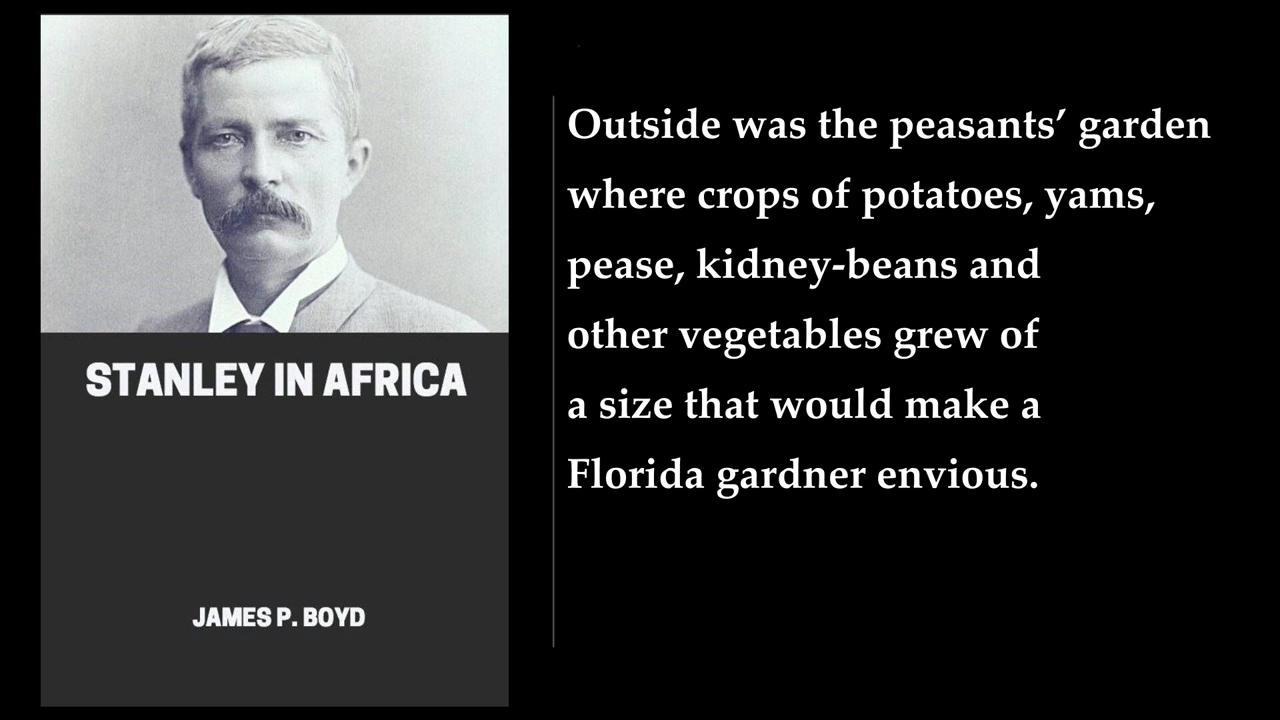 STANLEY IN AFRICA
JAMES P. BOYD
Outside was the peasants’ garden
where crops of potatoes, yams,
pease, kidney-beans and
other vegetables grew of
a size that would make a
Florida gardner envious.